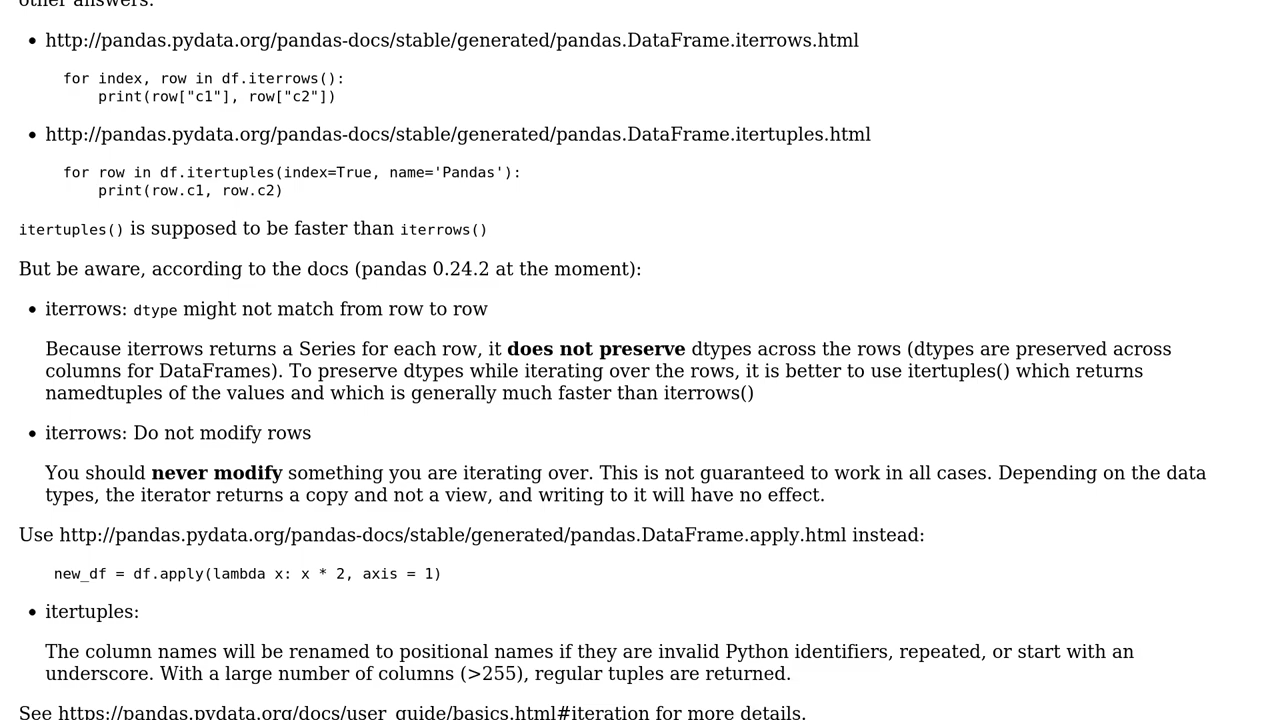 other answers:
• http://pandas.pydata.org/pandas-docs/stable/generated/pandas.DataFrame.iterrows.html
for index, row in df.iterrows():
    print(row["c1"], row["c2"])
• http://pandas.pydata.org/pandas-docs/stable/generated/pandas.DataFrame.itertuples.html
for row in df.itertuples(index=True, name='Pandas'):
    print(row.c1, row.c2)
itertuples() is supposed to be faster than iterrows()
But be aware, according to the docs (pandas 0.24.2 at the moment):
• iterrows: dtype might not match from row to row
Because iterrows returns a Series for each row, it does not preserve dtypes across the rows (dtypes are preserved across
columns for DataFrames). To preserve dtypes while iterating over the rows, it is better to use itertuples() which returns
namedtuples of the values and which is generally much faster than iterrows()
• iterrows: Do not modify rows
You should never modify something you are iterating over. This is not guaranteed to work in all cases. Depending on the data
types, the iterator returns a copy and not a view, and writing to it will have no effect.
Use http://pandas.pydata.org/pandas-docs/stable/generated/pandas.DataFrame.apply.html instead:
new_df = df.apply(lambda x: x * 2, axis = 1)
• itertuples:
The column names will be renamed to positional names if they are invalid Python identifiers, repeated, or start with an
underscore. With a large number of columns (>255), regular tuples are returned.
See https://pandas.pydata.org/docs/user_guide/basics.html#iteration for more details.